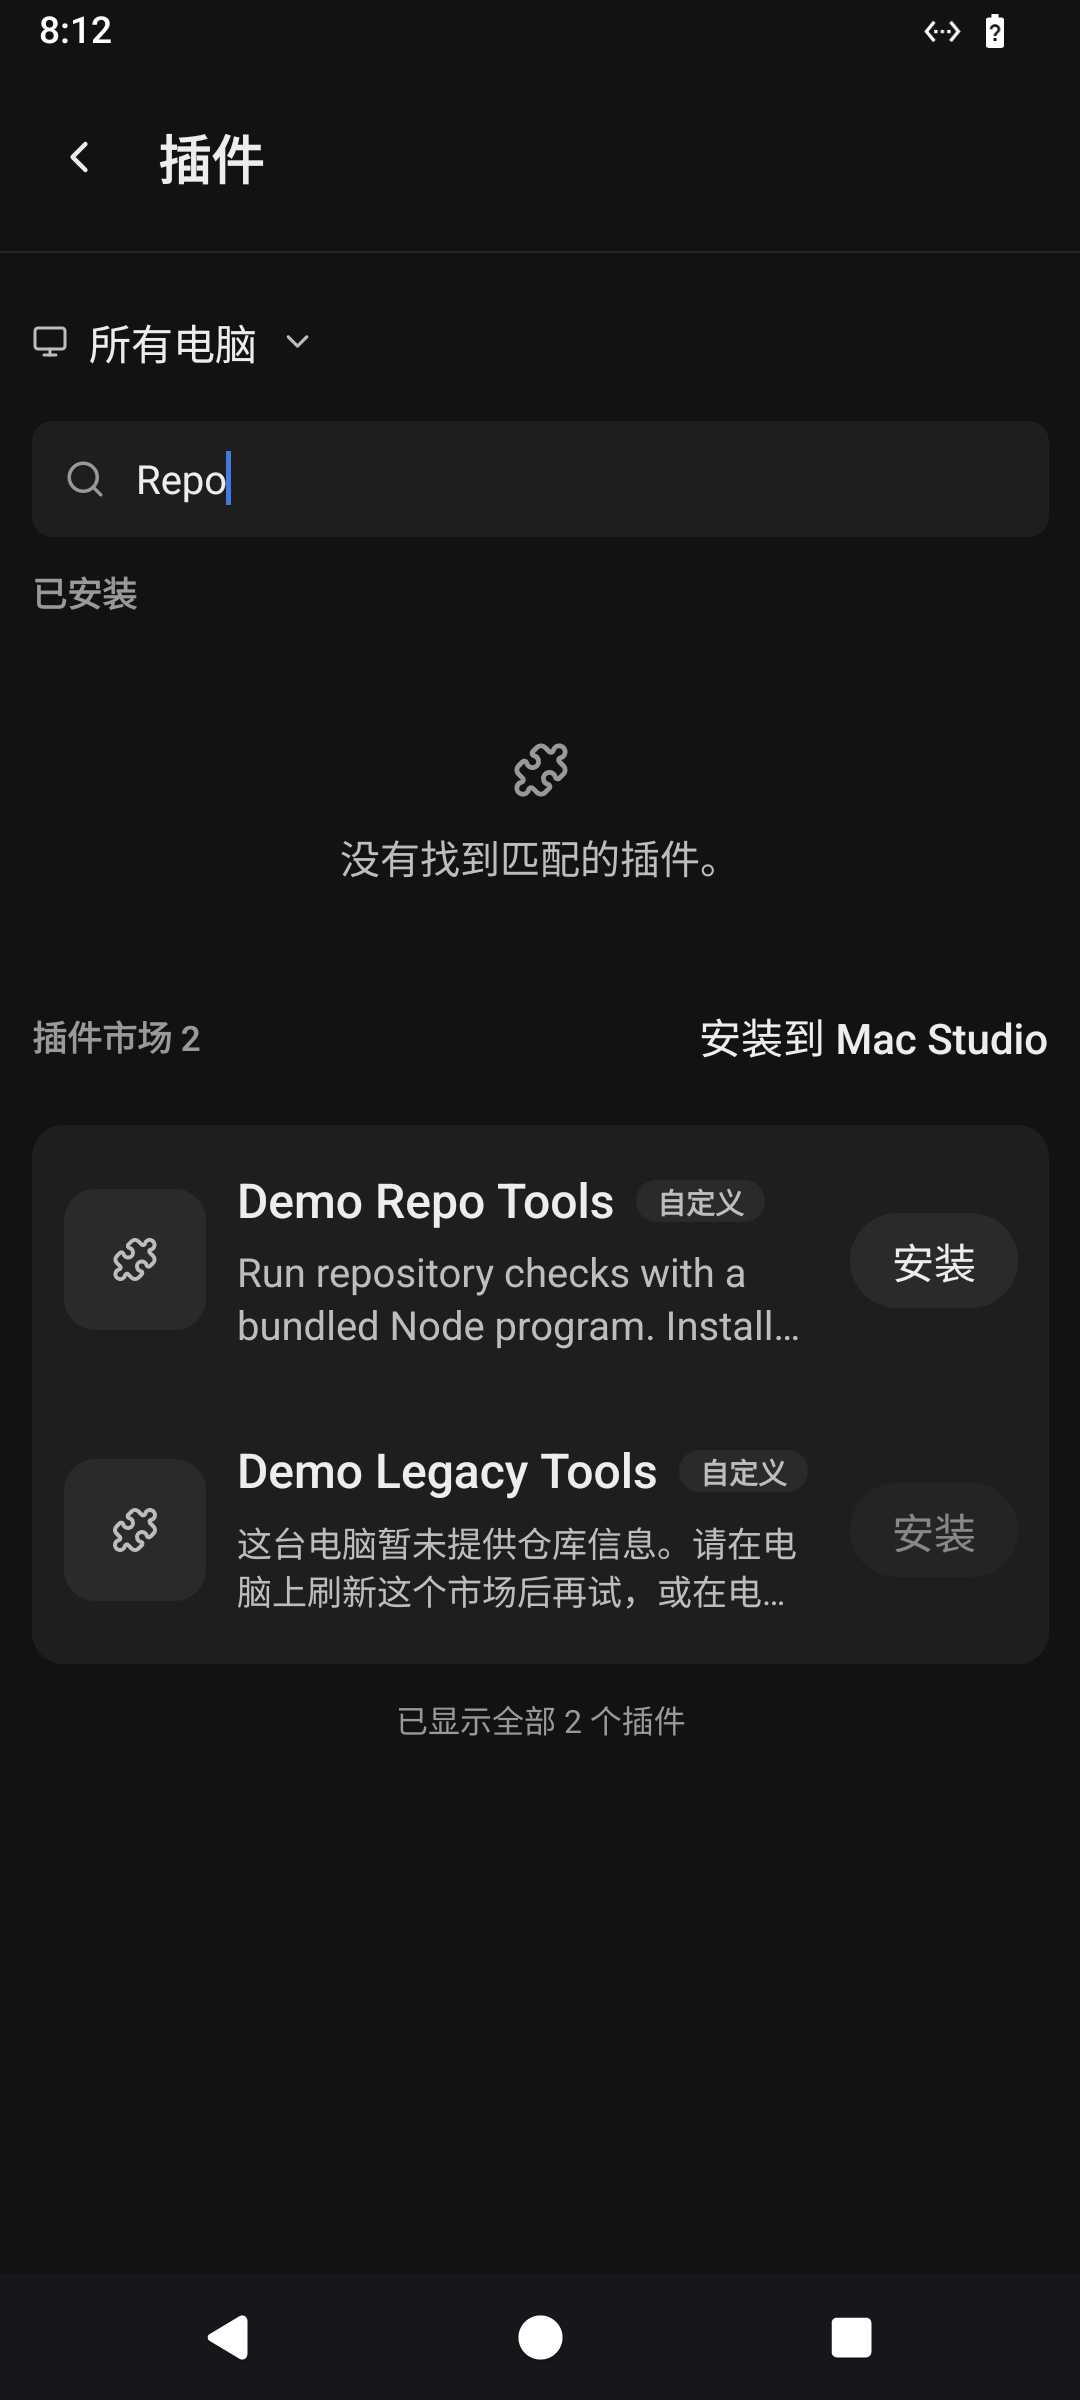 8:12
插件
所有电脑
Repo
已安装
没有找到匹配的插件。
插件市场 2
安装到 Mac Studio
Demo Repo Tools 自定义
Run repository checks with a
bundled Node program. Install...
安装
Demo Legacy Tools 自定义
这台电脑暂未提供仓库信息。请在电
脑上刷新这个市场后再试，或在电...
安装
已显示全部 2 个插件